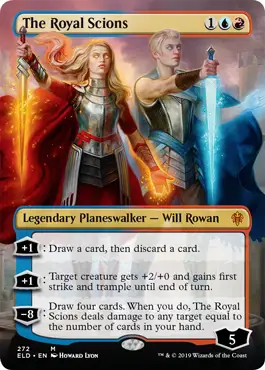 The Royal Scions 1
Legendary Planeswalker — Will Rowan
+1: Draw a card, then discard a card.
+1: Target creature gets +2/+0 and gains first
strike and trample until end of turn.
−8: Draw four cards. When you do, The Royal
Scions deals damage to any target equal to
the number of cards in your hand.
5
272 M
ELD • EN Howard Lyon ™ & © 2019 Wizards of the Coast